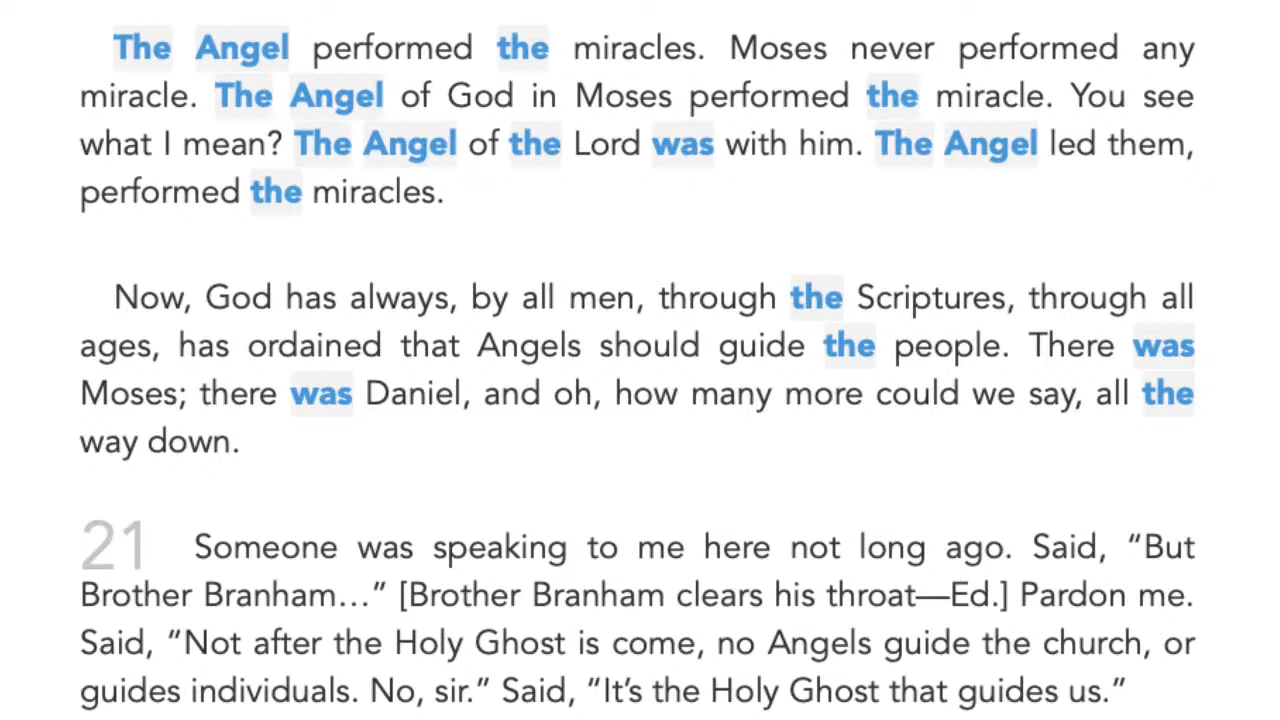 The Angel performed the miracles. Moses never performed any
miracle. The Angel of God in Moses performed the miracle. You see
what I mean? The Angel of the Lord was with him. The Angel led them,
performed the miracles.
Now, God has always, by all men, through the Scriptures, through all
ages, has ordained that Angels should guide the people. There was
Moses; there was Daniel, and oh, how many more could we say, all the
way down.
21 Someone was speaking to me here not long ago. Said, “But
Brother Branham…” [Brother Branham clears his throat—Ed.] Pardon me.
Said, “Not after the Holy Ghost is come, no Angels guide the church, or
guides individuals. No, sir.” Said, “It’s the Holy Ghost that guides us.”